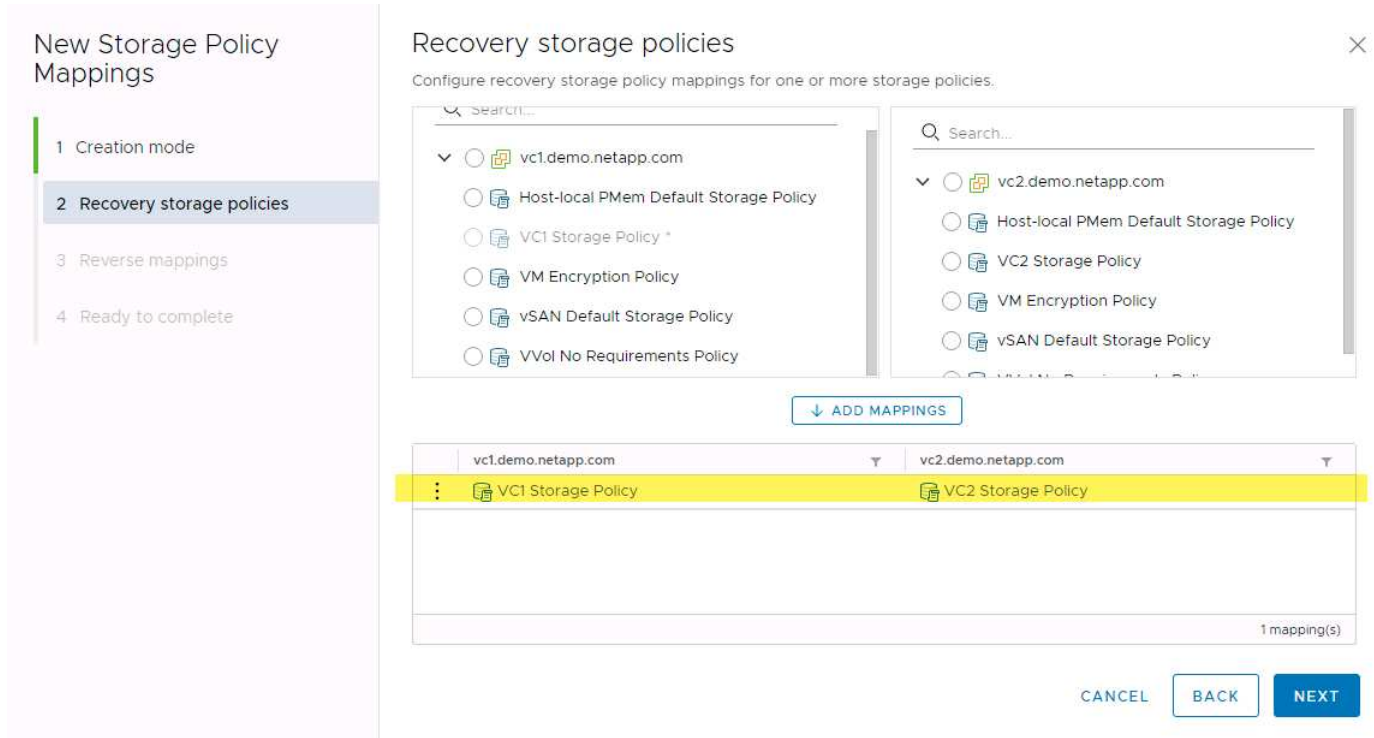 New Storage Policy
Mappings
1 Creation mode
2 Recovery storage policies
3 Reverse mappings
4 Ready to complete
Recovery storage policies
Configure recovery storage policy mappings for one or more storage policies.
Search...
vc1.demo.netapp.com
Host-local PMem Default Storage Policy
VC1 Storage Policy *
VM Encryption Policy
vSAN Default Storage Policy
VVol No Requirements Policy
Search...
vc2.demo.netapp.com
Host-local PMem Default Storage Policy
VC2 Storage Policy
VM Encryption Policy
vSAN Default Storage Policy
ADD MAPPINGS
vc1.demo.netapp.com
vc2.demo.netapp.com
VC1 Storage Policy
VC2 Storage Policy
1 mapping(s)
CANCEL
BACK
NEXT